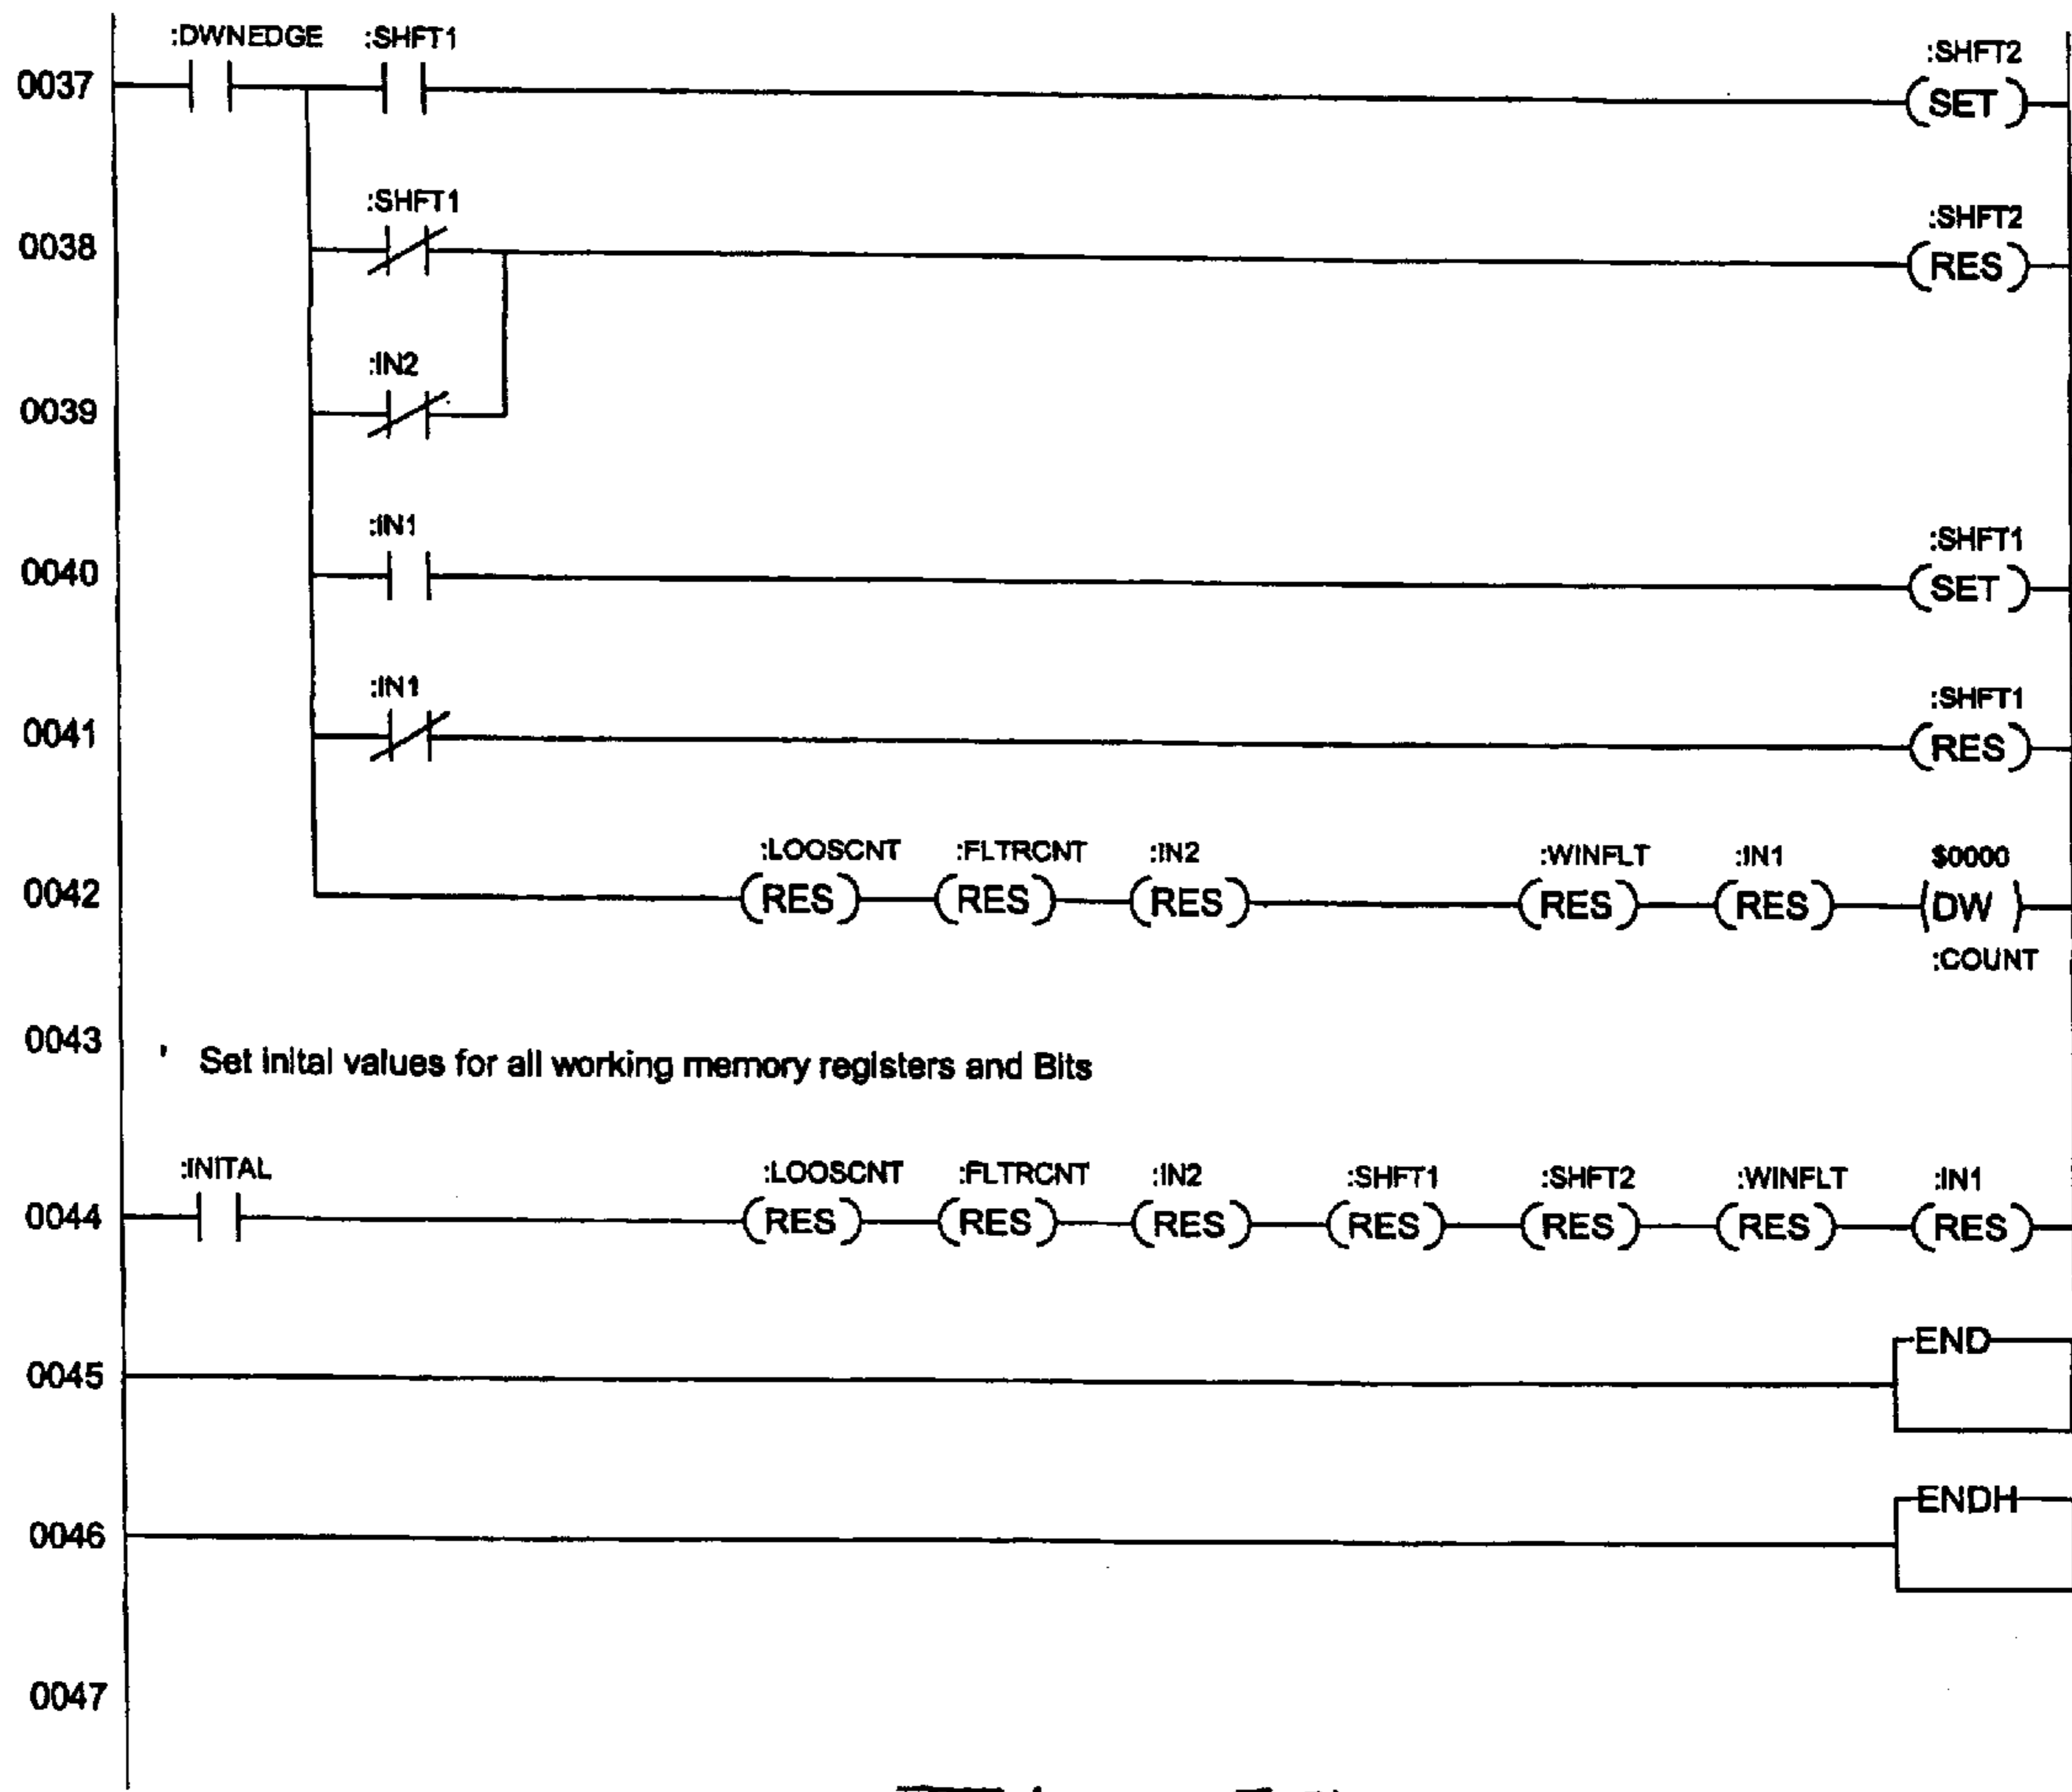 :DWNEDGE :SHFT1 :SHFT2
0037 SET
:SHFT1 :SHFT2
0038 RES
:IN2
0039
:IN1 :SHFT1
0040 SET
:IN1 :SHFT1
0041 RES
:LOOSCNT :FLTRCNT :IN2 :WINFLT :IN1 $0000
0042 RES RES RES RES RES DW
:COUNT
0043
' Set inital values for all working memory registers and Bits
:INITAL :LOOSCNT :FLTRCNT :IN2 :SHFT1 :SHFT2 :WINFLT :IN1
0044 RES RES RES RES RES RES RES
END
0045
ENDH
0046
0047